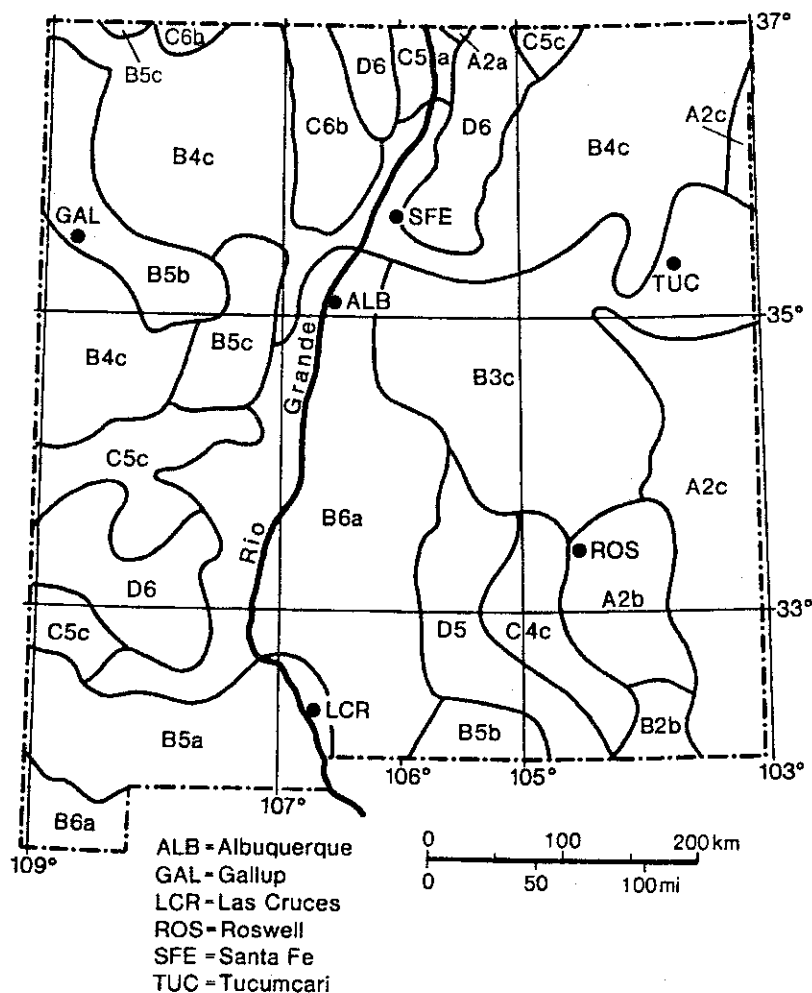 37°
C6b
B5c
D6
C5a
A2a
C5c
C6b
D6
A2c
B4c
B4c
GAL
SFE
B5b
TUC
ALB
35°
B4c
B5c
Grande
B3c
C5c
A2c
B6a
Rio
ROS
D6
A2b
33°
C5c
D5
C4c
LCR
B5a
B5b
B2b
106°
105°
103°
107°
B6a
109°
ALB = Albuquerque
GAL = Gallup
LCR = Las Cruces
ROS = Roswell
SFE = Santa Fe
TUC = Tucumcari
0 100 200 km
0 50 100 mi